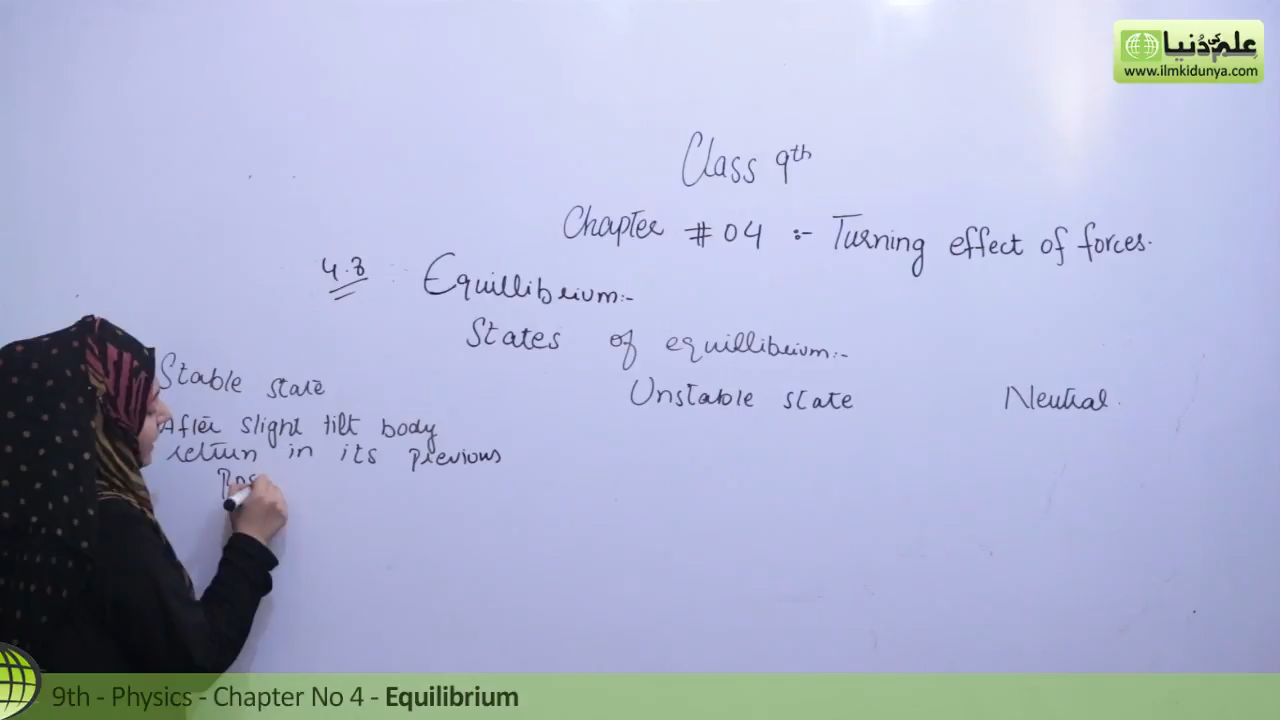 علم کی دُنیا
www.ilmkidunya.com
Class 9th
Chapter # 04 :- Turning effect of forces.
4.8 Equillibrium:-
States of equillibrium:-
Stable state
Unstable state
Neutral
After slight tilt body
return in its previous
Pos
9th - Physics - Chapter No 4 - Equilibrium